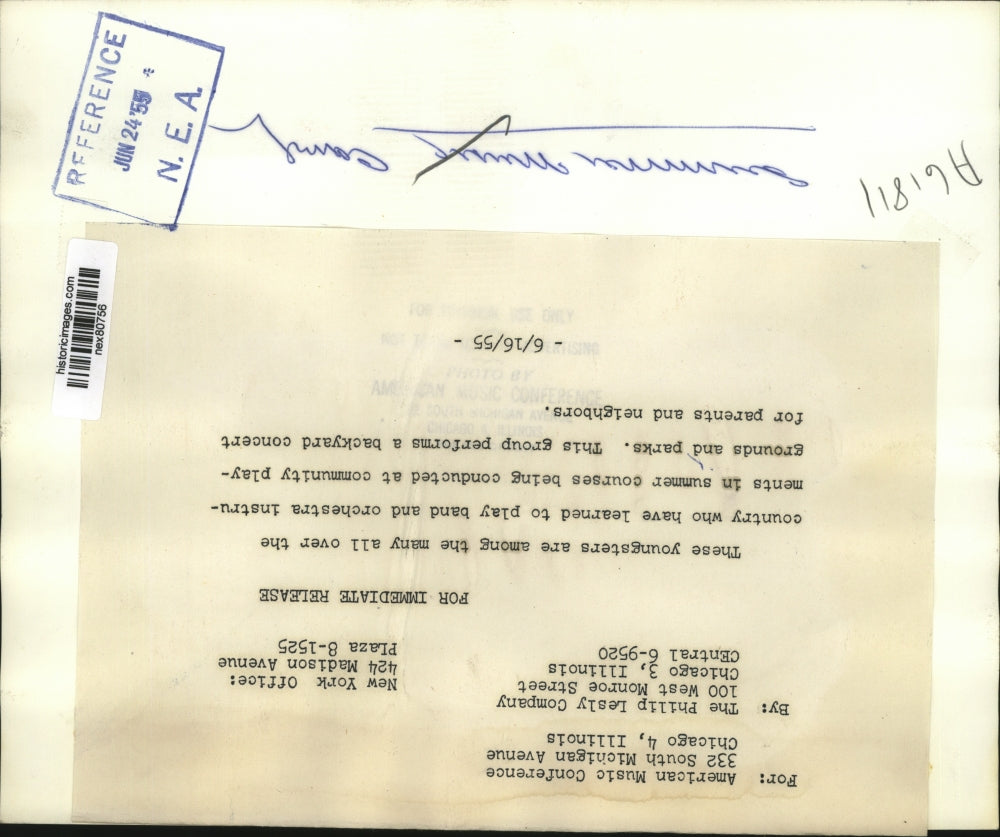 For: American Music Conference
332 South Michigan Avenue
Chicago 4, Illinois
By: The Philip Lesly Company
100 West Monroe Street
Chicago 3, Illinois
CEntral 6-9520
New York Office:
424 Madison Avenue
PLaza 8-1525
FOR IMMEDIATE RELEASE
These youngsters are among the many all over the
country who have learned to play band and orchestra instru-
ments in summer courses being conducted at community play-
grounds and parks. This group performs a backyard concert
for parents and neighbors.
- 6/16/55 -
USE ONLY
PHOTO BY
AMERICAN MUSIC CONFERENCE
SOUTH MICHIGAN AVENUE
CHICAGO 4, ILLINOIS
A61811
Summer Music Camp
REFERENCE
JUN 24 '55
N. E. A.
historicimages.com
nex80756